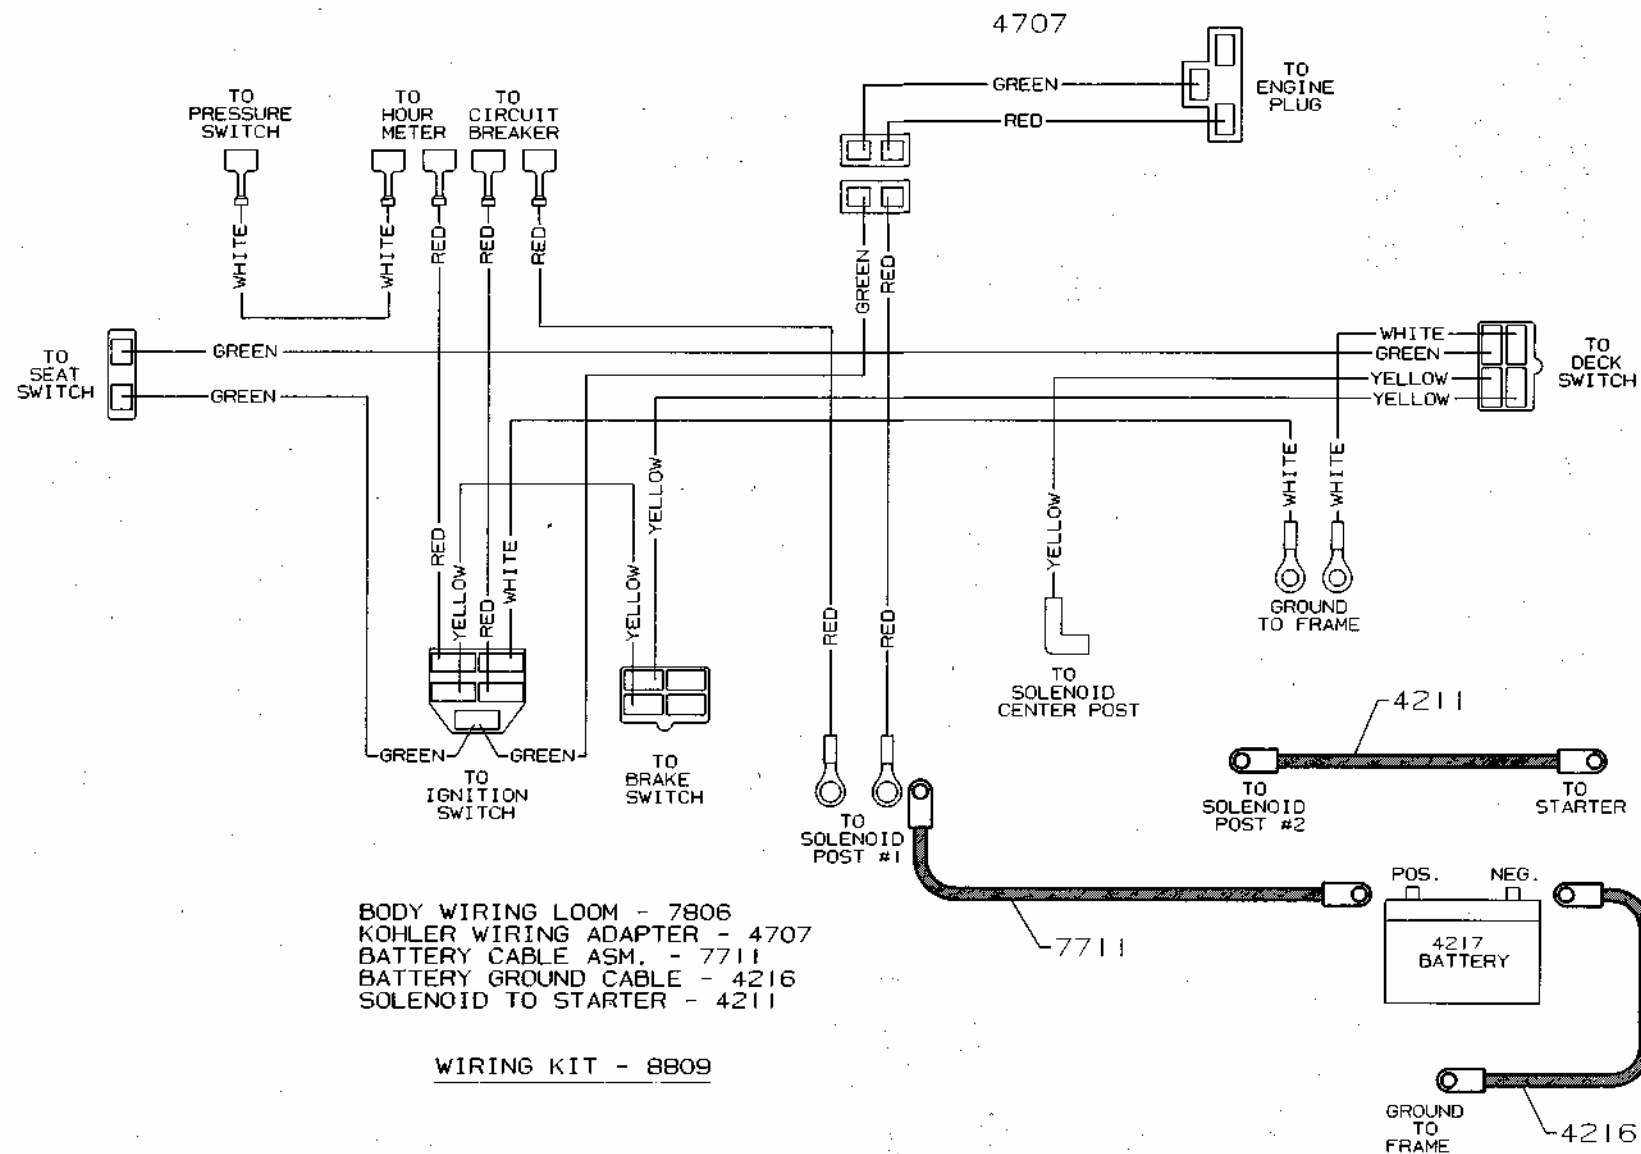 4707
TO
ENGINE
PLUG
GREEN
RED
TO
PRESSURE
SWITCH
TO
HOUR
METER
TO
CIRCUIT
BREAKER
WHITE
WHITE
RED
RED
RED
GREEN
RED
TO
SEAT
SWITCH
GREEN
GREEN
WHITE
GREEN
YELLOW
YELLOW
TO
DECK
SWITCH
RED
YELLOW
RED
WHITE
YELLOW
YELLOW
YELLOW
WHITE
WHITE
RED
RED
GROUND
TO FRAME
TO
SOLENOID
CENTER POST
GREEN
GREEN
TO
IGNITION
SWITCH
TO
BRAKE
SWITCH
TO
SOLENOID
POST #1
4211
TO
SOLENOID
POST #2
TO
STARTER
7711
POS.
NEG.
4217
BATTERY
GROUND
TO
FRAME
4216
BODY WIRING LOOM - 7806
KOHLER WIRING ADAPTER - 4707
BATTERY CABLE ASM. - 7711
BATTERY GROUND CABLE - 4216
SOLENOID TO STARTER - 4211
WIRING KIT - 8809